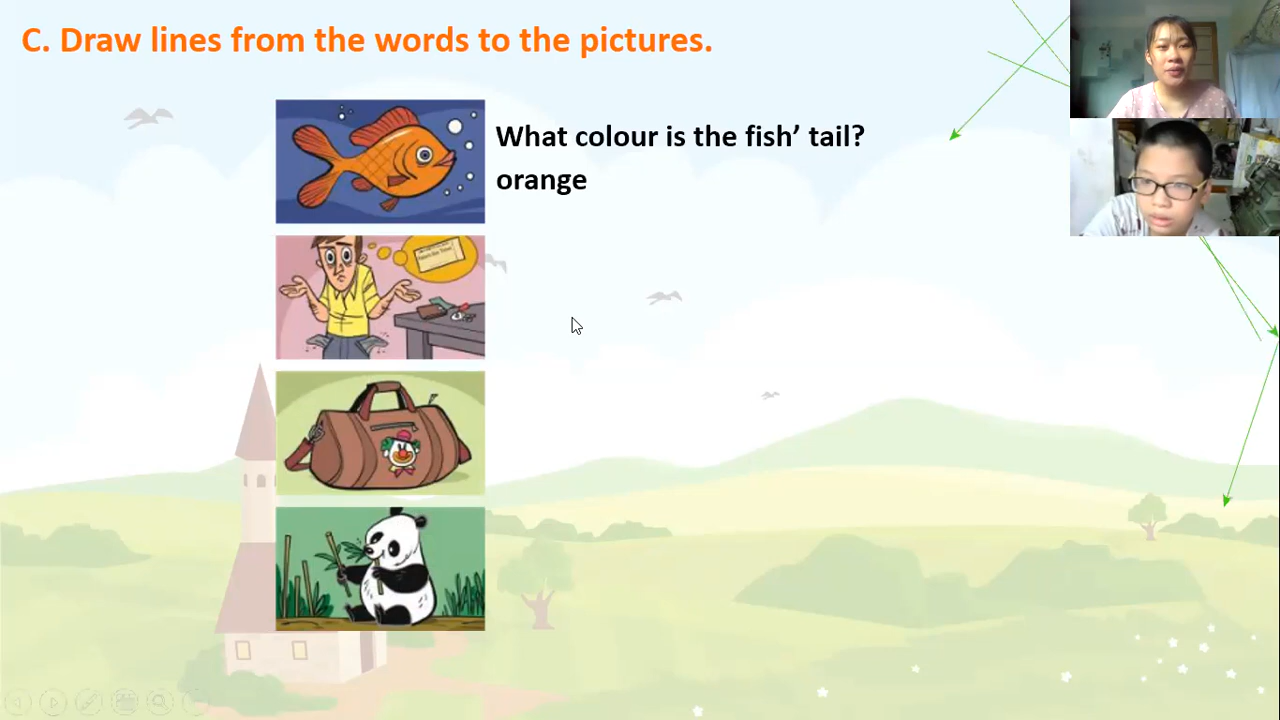 C. Draw lines from the words to the pictures.
What colour is the fish’ tail?
orange